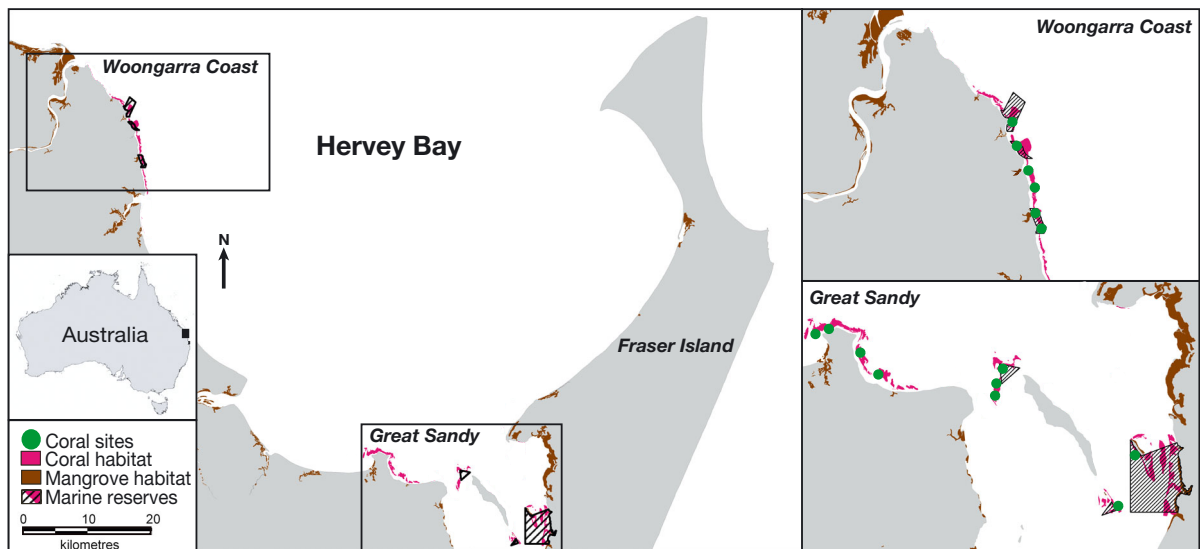 Woongarra Coast
Hervey Bay
N
Australia
Fraser Island
Great Sandy
Coral sites
Coral habitat
Mangrove habitat
Marine reserves
0 10 20
kilometres
Woongarra Coast
Great Sandy